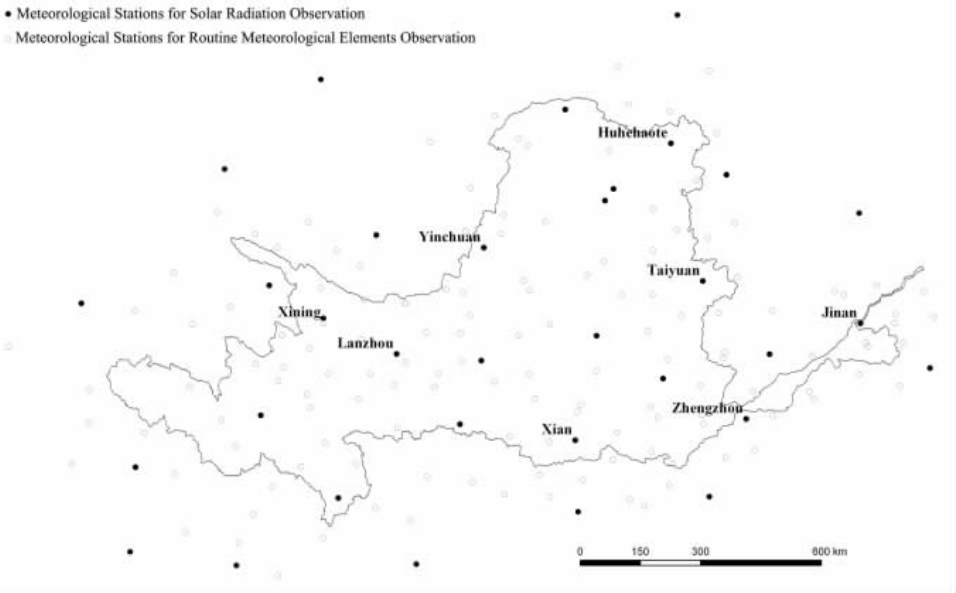 Meteorological Stations for Solar Radiation Observation
Meteorological Stations for Routine Meteorological Elements Observation
Huhehaote
Yinchuan
Taiyuan
Xining
Jinan
Lanzhou
Zhengzhou
Xian
0 150 300 600 km